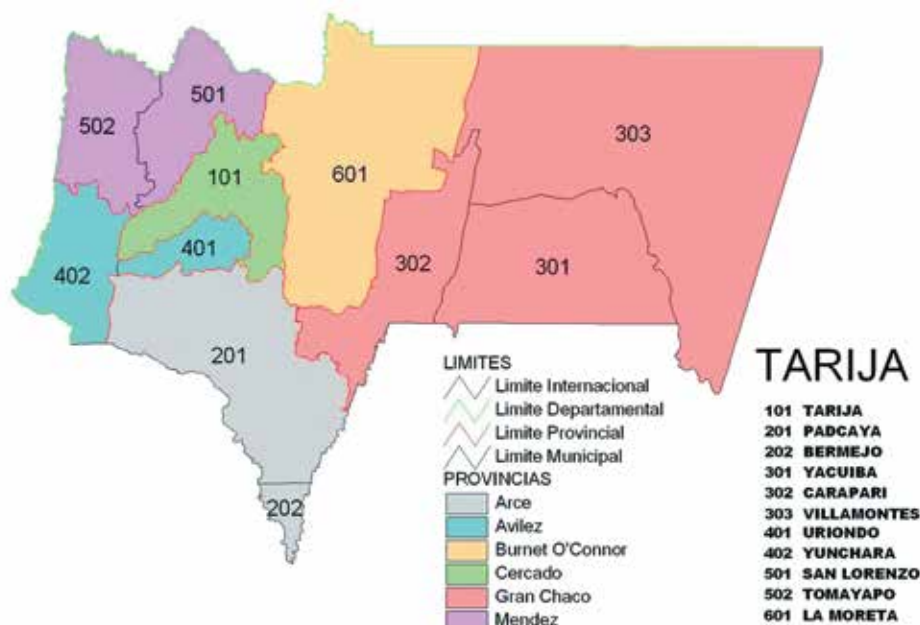 502
501
101
601
303
402
401
302
301
201
202
LIMITES
Limite Internacional
Limite Departamental
Limite Provincial
Limite Municipal
PROVINCIAS
Arce
Avilez
Burnet O'Connor
Cercado
Gran Chaco
Mendez
TARIJA
101 TARIJA
201 PADCAYA
202 BERMEJO
301 YACUIBA
302 CARAPARI
303 VILLAMONTES
401 URIONDO
402 YUNCHARA
501 SAN LORENZO
502 TOMAYAPO
601 LA MORETA